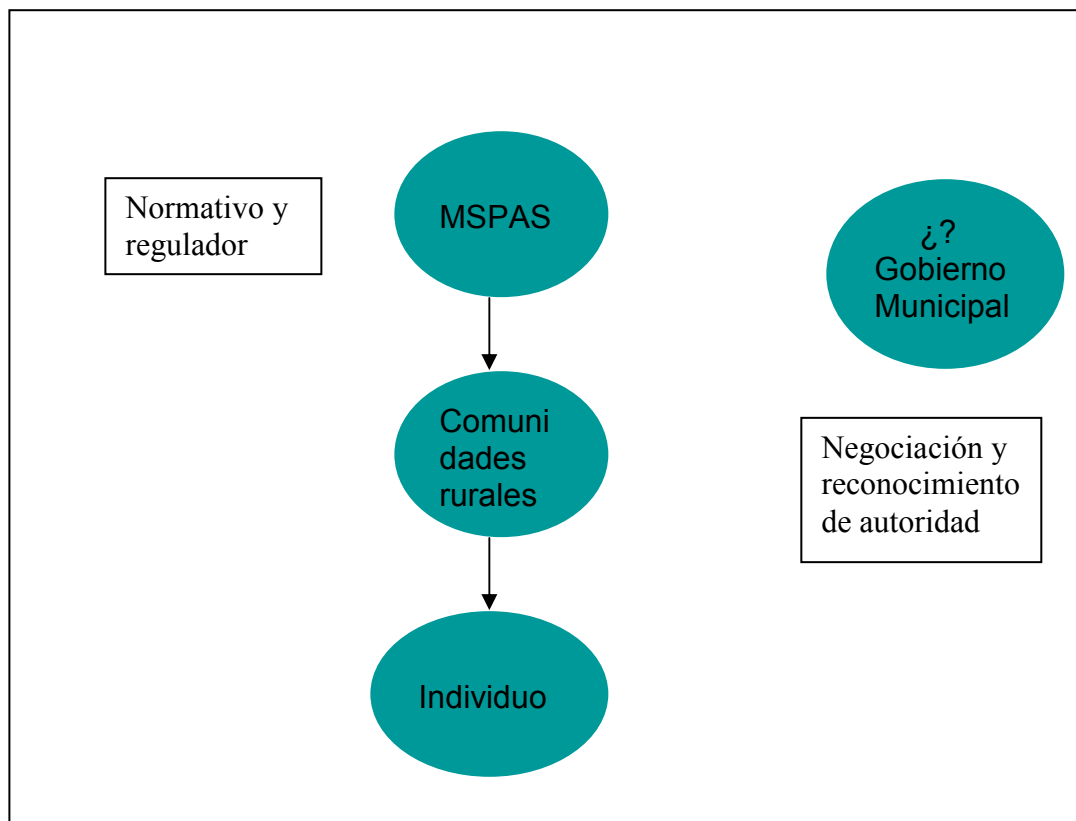 Normativo y
regulador
MSPAS
¿?
Gobierno
Municipal
Comuni
dades
rurales
Negociación y
reconocimiento
de autoridad
Individuo